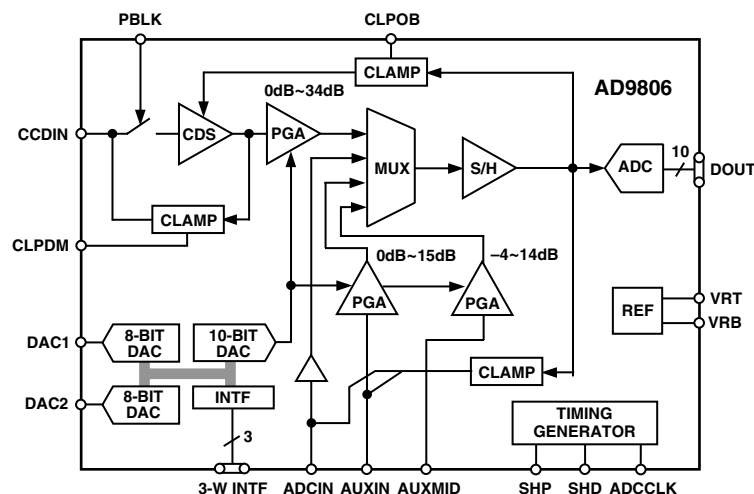 PBLK
CLPOB
CLAMP
AD9806
0dB~34dB
CCDIN
CDS
PGA
MUX
S/H
ADC
10
DOUT
CLAMP
CLPDM
0dB~15dB
–4~14dB
PGA
PGA
REF
VRT
VRB
DAC1
8-BIT
DAC
10-BIT
DAC
DAC2
8-BIT
DAC
INTF
CLAMP
TIMING
GENERATOR
3
3-W INTF
ADCIN
AUXIN
AUXMID
SHP
SHD
ADCCLK